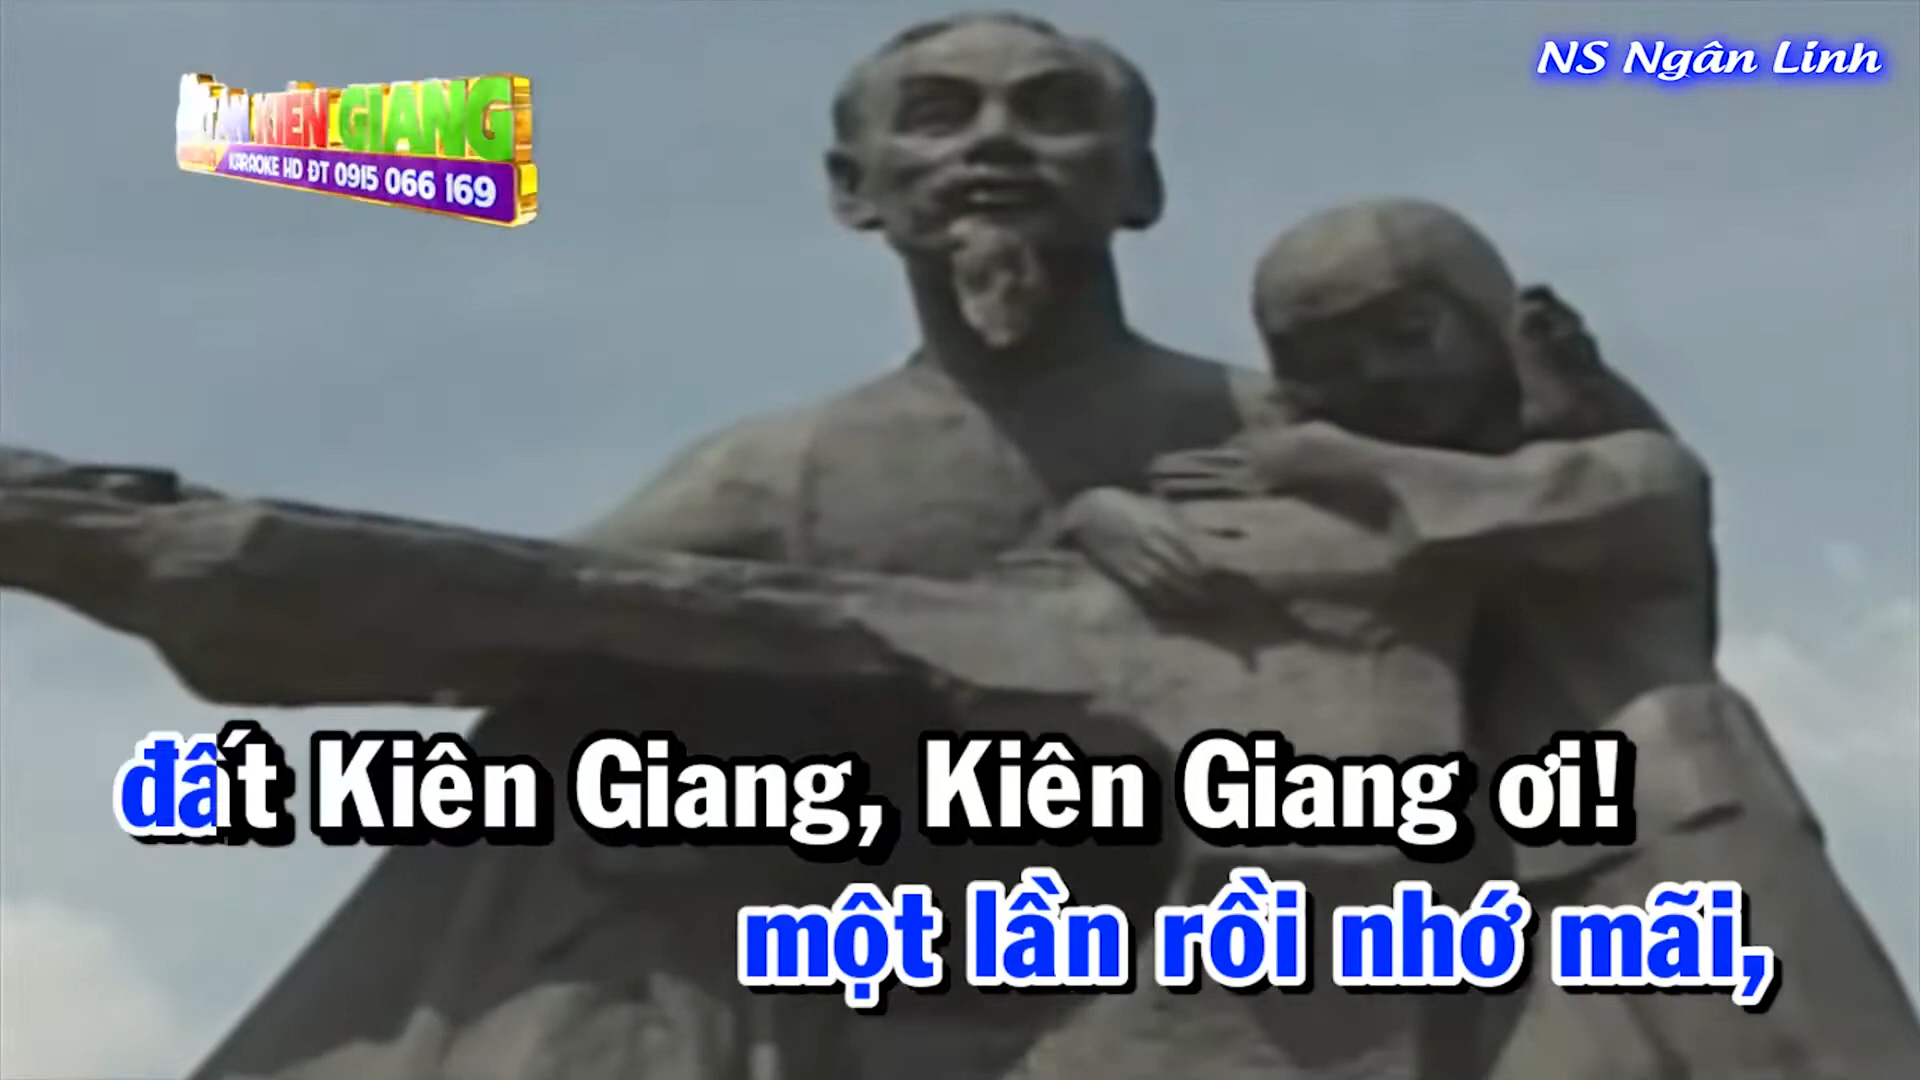 NS Ngân Linh
TÂN KIÊN GIANG
KARAOKE HD ĐT 0915 066 169
đất Kiên Giang, Kiên Giang ơi!
một lần rồi nhớ mãi,